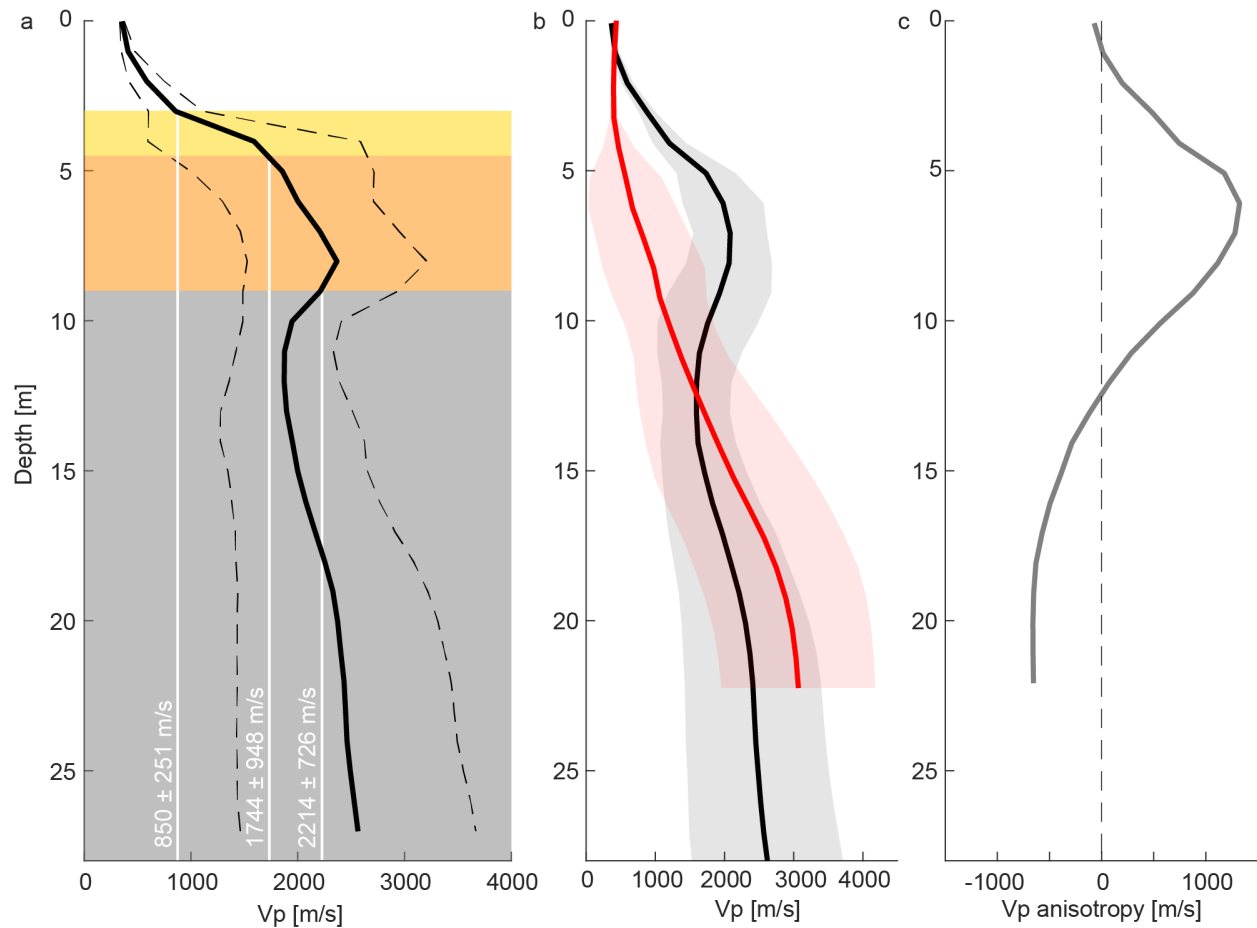 a
0
5
10
15
20
25
Depth [m]
850 ± 251 m/s
1744 ± 948 m/s
2214 ± 726 m/s
0 1000 2000 3000 4000
Vp [m/s]
b
0
5
10
15
20
25
0 1000 2000 3000 4000
Vp [m/s]
c
0
5
10
15
20
25
-1000 0 1000
Vp anisotropy [m/s]